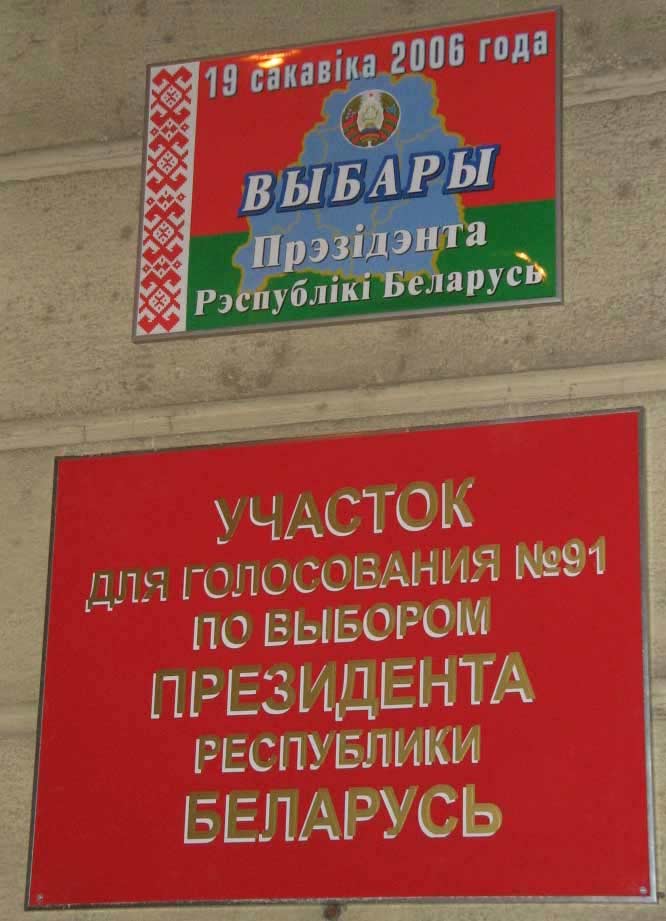 19 сакавіка 2006 года
ВЫБАРЫ
Прэзідэнта
Рэспублікі Беларусь
УЧАСТОК
ДЛЯ ГОЛОСОВАНИЯ №91
ПО ВЫБОРОМ
ПРЕЗИДЕНТА
РЕСПУБЛИКИ
БЕЛАРУСЬ